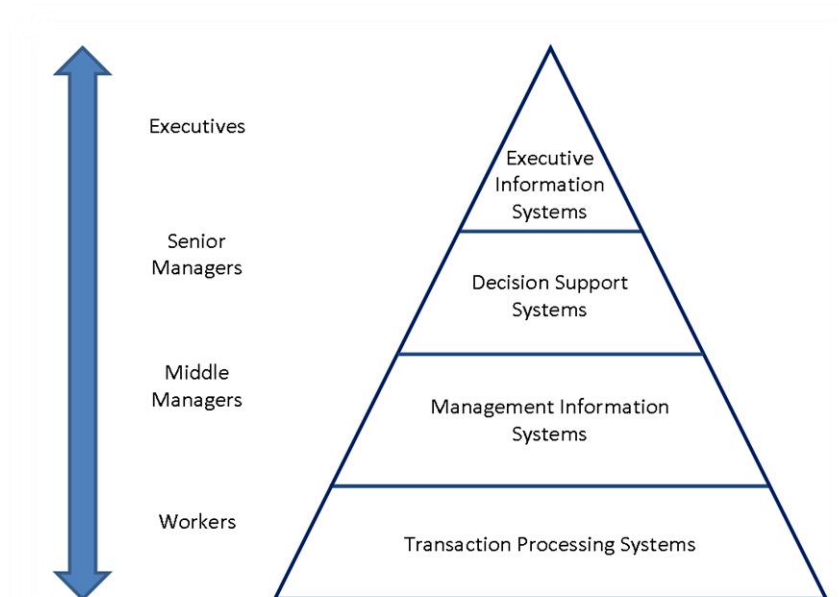 Executives
Executive
Information
Systems
Senior
Managers
Decision Support
Systems
Middle
Managers
Management Information
Systems
Workers
Transaction Processing Systems